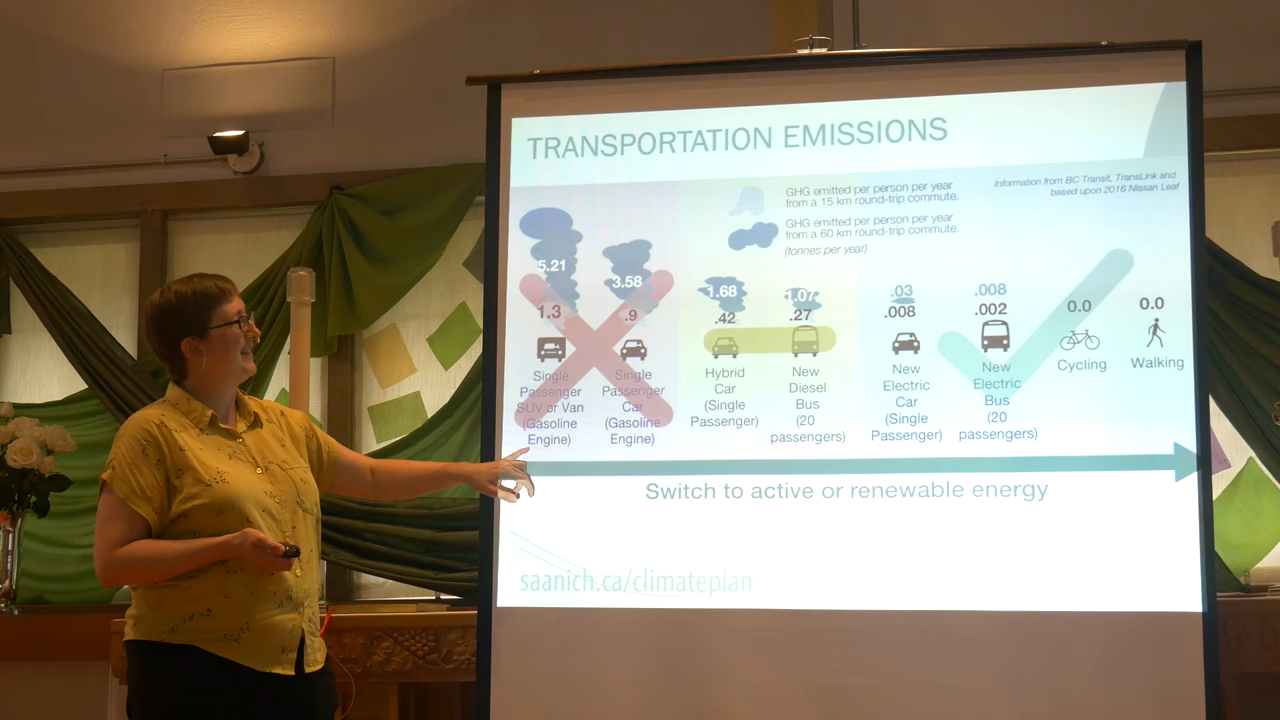 TRANSPORTATION EMISSIONS
GHG emitted per person per year
from a 15 km round-trip commute.
GHG emitted per person per year
from a 60 km round-trip commute.
(tonnes per year)
Information from BC Transit, TransLink and
based upon 2016 Nissan Leaf
5.21
1.3
Single
Passenger
SUV or Van
(Gasoline
Engine)
3.58
.9
Single
Passenger
Car
(Gasoline
Engine)
1.68
.42
Hybrid
Car
(Single
Passenger)
1.07
.27
New
Diesel
Bus
(20
passengers)
.03
.008
New
Electric
Car
(Single
Passenger)
.008
.002
New
Electric
Bus
(20
passengers)
0.0
Cycling
0.0
Walking
Switch to active or renewable energy
saanich.ca/climateplan